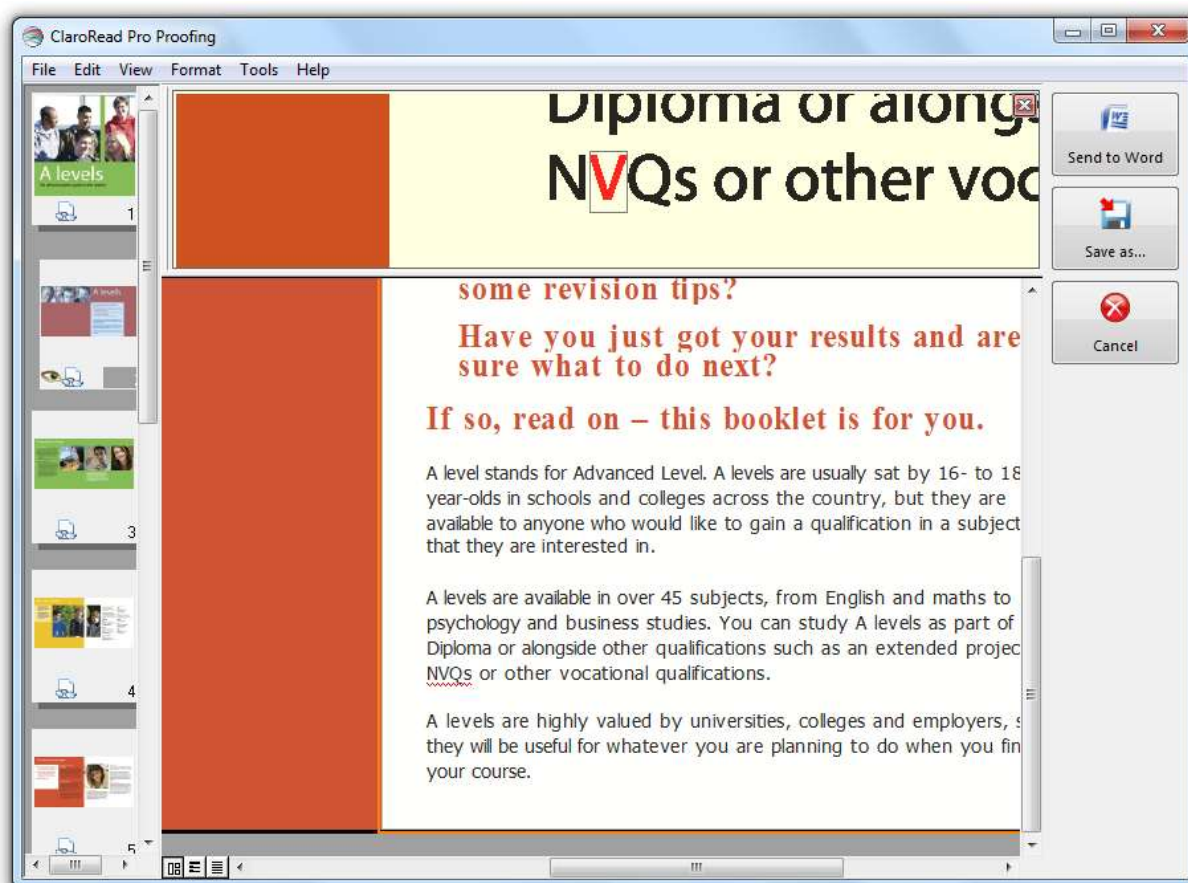 ClaroRead Pro Proofing
File Edit View Format Tools Help
A levels
1
A levels
3
4
5
Diploma or alongs
NVQs or other voc
some revision tips?
Have you just got your results and are
sure what to do next?
If so, read on – this booklet is for you.
A level stands for Advanced Level. A levels are usually sat by 16- to 18
year-olds in schools and colleges across the country, but they are
available to anyone who would like to gain a qualification in a subject
that they are interested in.
A levels are available in over 45 subjects, from English and maths to
psychology and business studies. You can study A levels as part of
Diploma or alongside other qualifications such as an extended projec
NVQs or other vocational qualifications.
A levels are highly valued by universities, colleges and employers, s
they will be useful for whatever you are planning to do when you fin
your course.
Send to Word
Save as...
Cancel